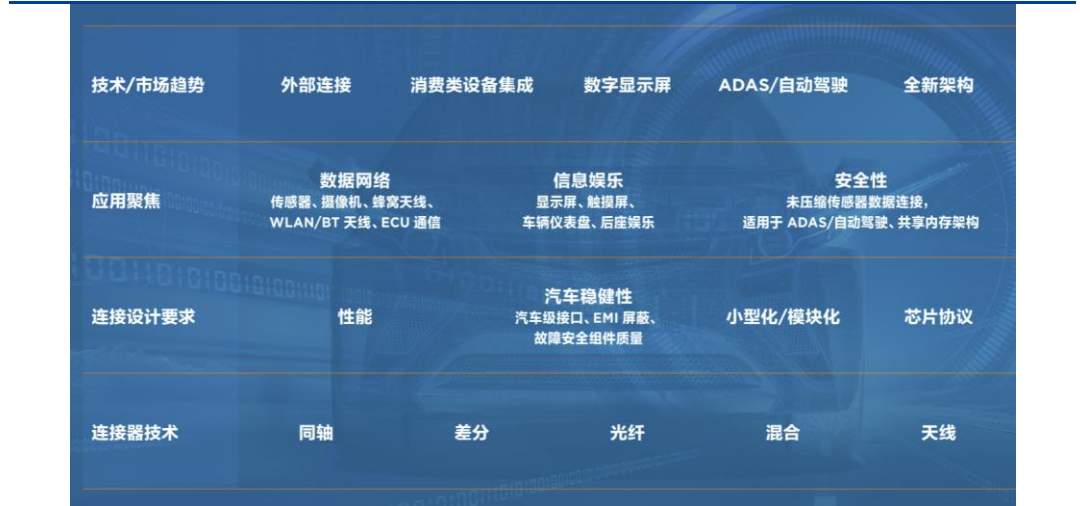 技术/市场趋势 外部连接 消费类设备集成 数字显示屏 ADAS/自动驾驶 全新架构
应用聚焦
数据网络
传感器、摄像机、蜂窝天线、
WLAN/BT 天线、ECU 通信
信息娱乐
显示屏、触摸屏、
车辆仪表盘、后座娱乐
安全性
未压缩传感器数据连接，
适用于 ADAS/自动驾驶、共享内存架构
连接设计要求
性能
汽车稳健性
汽车级接口、EMI 屏蔽、
故障安全组件质量
小型化/模块化
芯片协议
连接器技术 同轴 差分 光纤 混合 天线